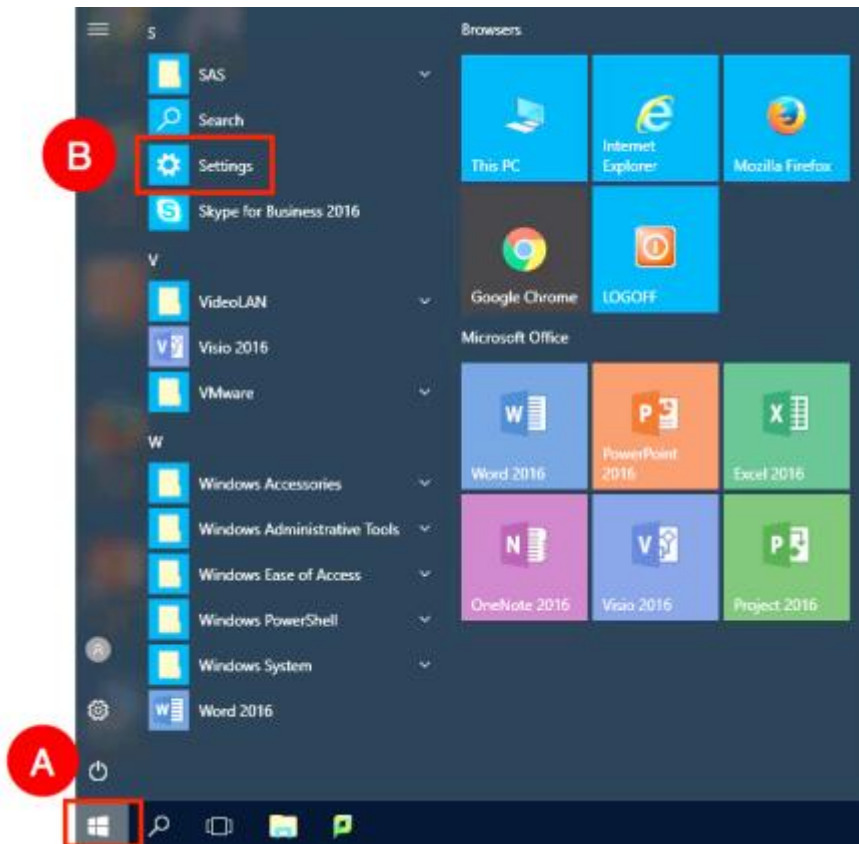 S
SAS
Search
B
Settings
Skype for Business 2016
V
VideoLAN
Visio 2016
VMware
W
Windows Accessories
Windows Administrative Tools
Windows Ease of Access
Windows PowerShell
Windows System
Word 2016
A
Browsers
This PC
Internet
Explorer
Mozilla Firefox
Google Chrome
LOGOFF
Microsoft Office
Word 2016
PowerPoint
2016
Excel 2016
OneNote 2016
Visio 2016
Project 2016